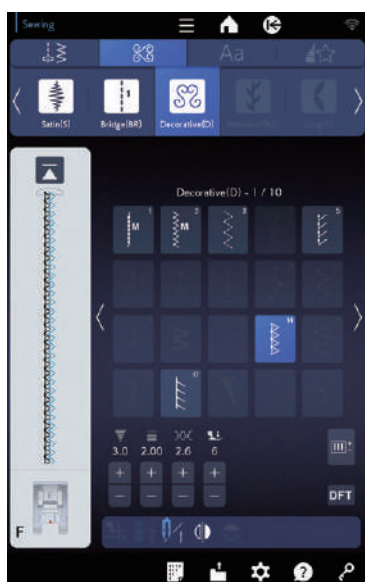 Sewing
Aa
1
Satin(S) Bridge(BR) Decorative(D)
Decorative(D) - 1 / 10
M 1 M 2 3 5
14
3.0 2.00 2.6 6
+ + + +
− − − −
DFT
F
?